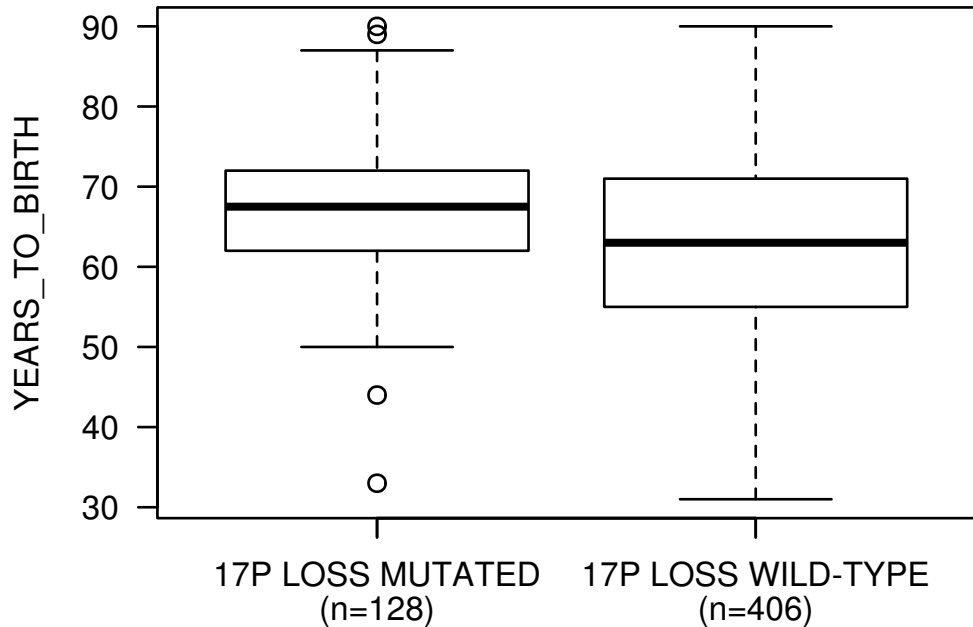 YEARS_TO_BIRTH
90
80
70
60
50
40
30
17P LOSS MUTATED 17P LOSS WILD-TYPE
(n=128) (n=406)